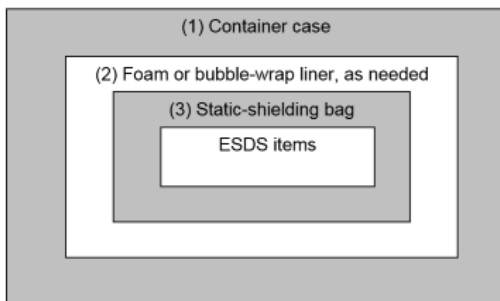 (1) Container case
(2) Foam or bubble-wrap liner, as needed
(3) Static-shielding bag
ESDS items